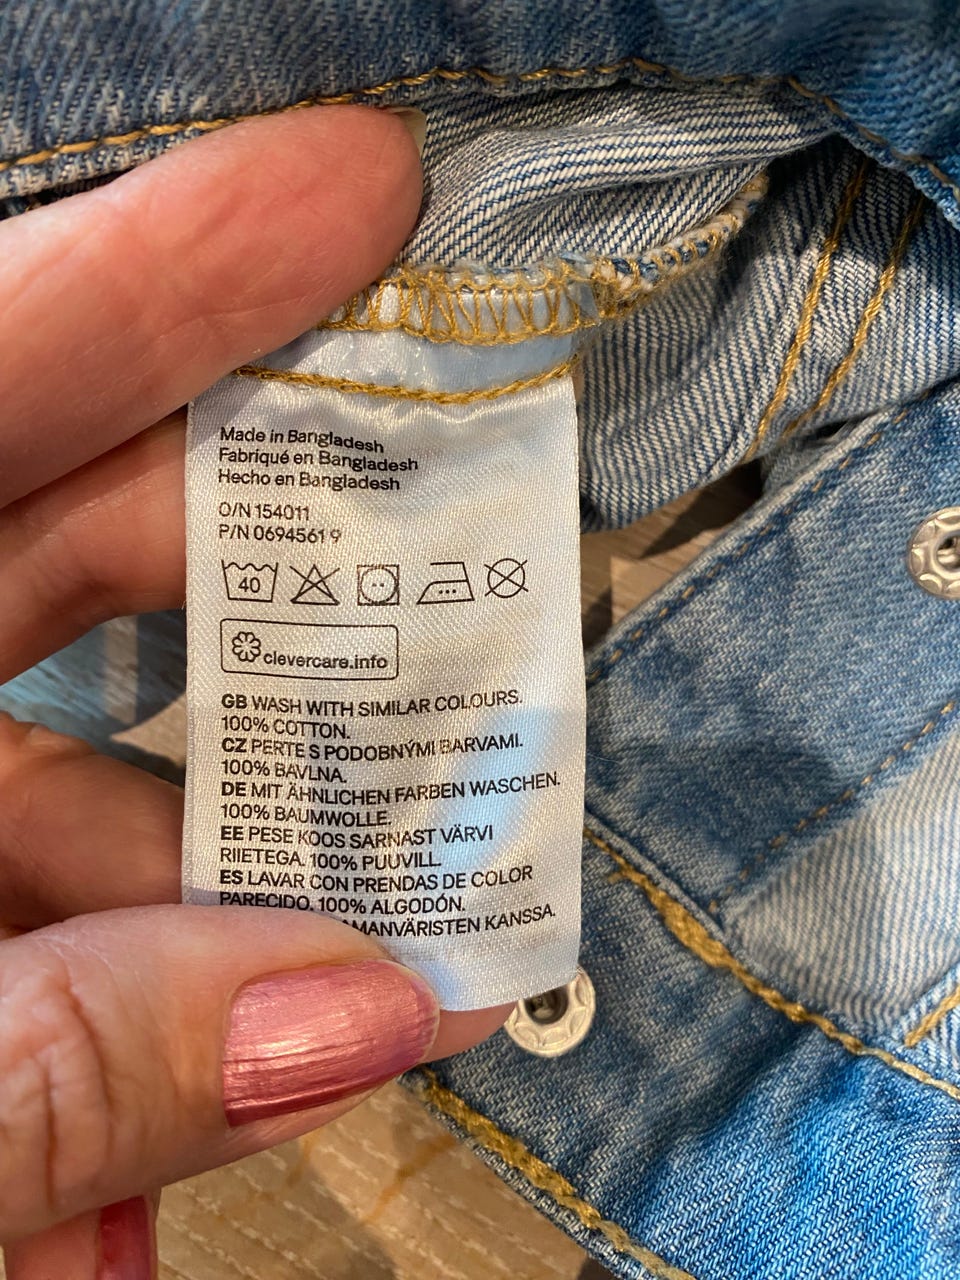 Made in Bangladesh
Fabriqué en Bangladesh
Hecho en Bangladesh
O/N 154011
P/N 0694561 9
40
clevercare.info
GB WASH WITH SIMILAR COLOURS.
100% COTTON.
CZ PERTE S PODOBNÝMI BARVAMI.
100% BAVLNA.
DE MIT ÄHNLICHEN FARBEN WASCHEN.
100% BAUMWOLLE.
EE PESE KOOS SARNAST VÄRVI
RIIETEGA. 100% PUUVILL.
ES LAVAR CON PRENDAS DE COLOR
PARECIDO. 100% ALGODÓN.
KANSSA.